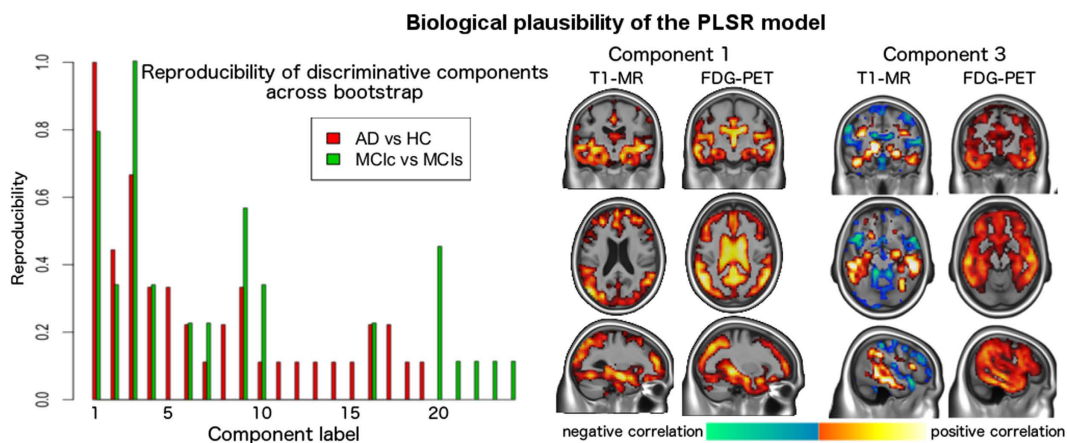 Biological plausibility of the PLSR model
Reproducibility of discriminative components
across bootstrap
AD vs HC
MCIc vs MCIs
Reproducibility
1.0
0.8
0.6
0.4
0.2
0.0
1
5
10
15
20
Component label
Component 1
Component 3
T1-MR
FDG-PET
T1-MR
FDG-PET
negative correlation
positive correlation